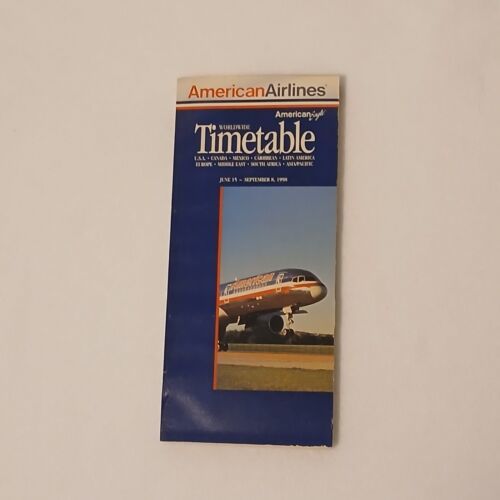 AmericanAirlines
American
WORLDWIDE
Timetable
U.S.A. • CANADA • MEXICO • CARIBBEAN • LATIN AMERICA
EUROPE • MIDDLE EAST • SOUTH AFRICA • ASIA/PACIFIC
JUNE 15 – SEPTEMBER 8, 1998
American